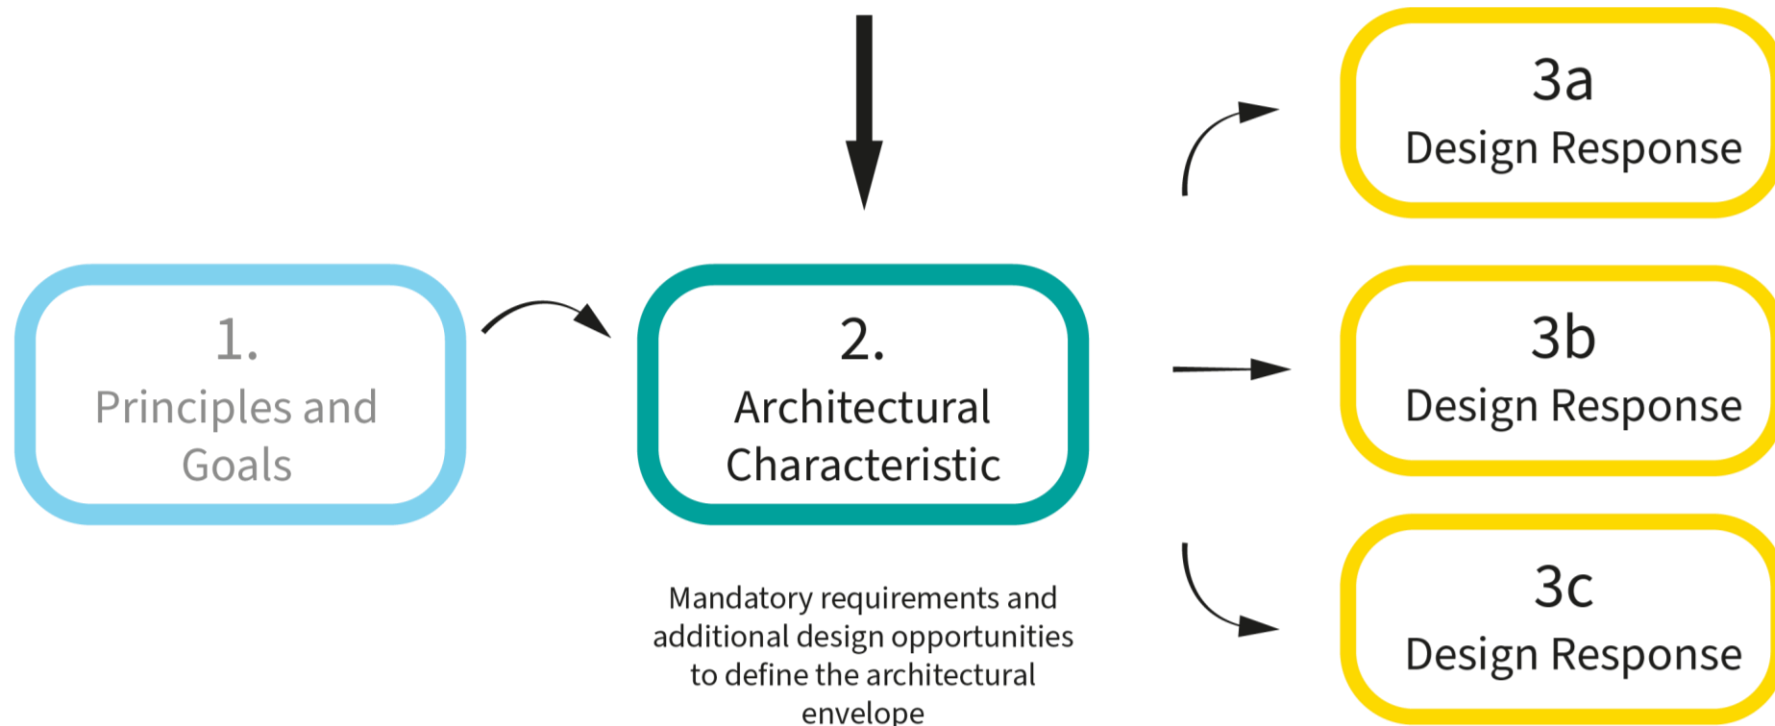 1.
Principles and
Goals
2.
Architectural
Characteristic
Mandatory requirements and
additional design opportunities
to define the architectural
envelope
3a
Design Response
3b
Design Response
3c
Design Response